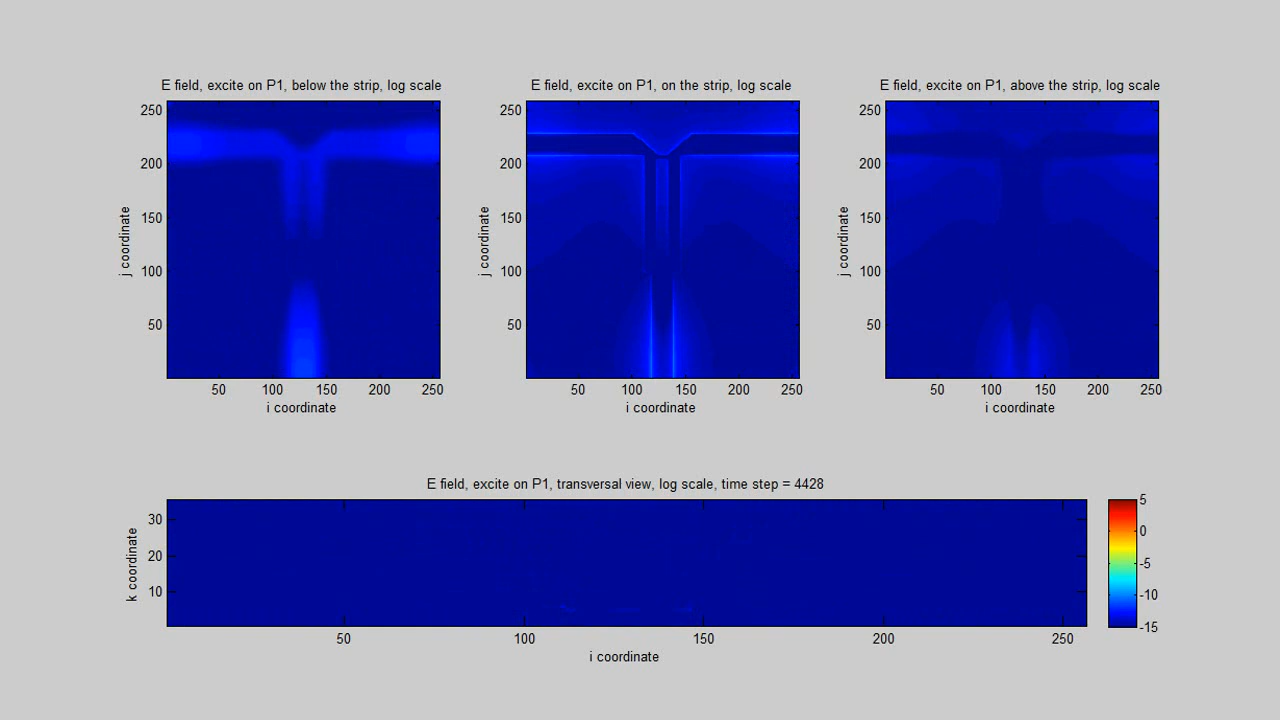 E field, excite on P1, below the strip, log scale
E field, excite on P1, on the strip, log scale
E field, excite on P1, above the strip, log scale
250
200
150
100
50
j coordinate
50 100 150 200 250
i coordinate
250
200
150
100
50
j coordinate
50 100 150 200 250
i coordinate
250
200
150
100
50
j coordinate
50 100 150 200 250
i coordinate
E field, excite on P1, transversal view, log scale, time step = 4428
30
20
10
k coordinate
50 100 150 200 250
i coordinate
5
0
-5
-10
-15